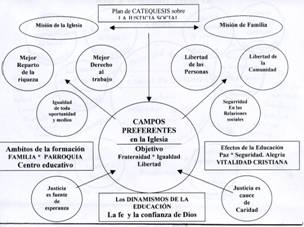 Plan de CATEQUESIS sobre
LA JUSTICIA SOCIAL
Misión de la Iglesia
Misión de Familia
Mejor
Reparto
de la
riqueza
Mejor
Derecho
al
trabajo
Libertad
de las
Personas
Libertad de
la
Comunidad
Igualdad
de toda
oportunidad
y medios
Seguridad
En las
Relaciones
sociales
CAMPOS
PREFERENTES
en la Iglesia
Objetivo
Fraternidad * Igualdad
Libertad
Ambitos de la formación
FAMILIA * PARROQUIA
Centro educativo
Efectos de la Educación
Paz * Seguridad. Alegría
VITALIDAD CRISTIANA
Justicia
es fuente
de
esperanza
Justicia es
cauce
de
Caridad
Los DINAMISMOS DE LA
EDUCACIÓN
La fe y la confianza de Dios